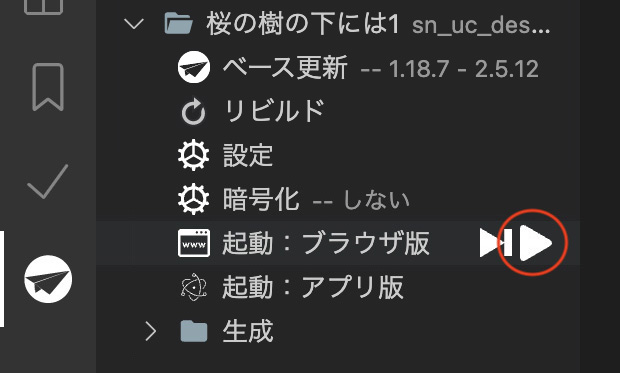 桜の樹の下には1 sn_uc_des...
ベース更新 -- 1.18.7 - 2.5.12
リビルド
設定
暗号化 -- しない
www 起動：ブラウザ版
起動：アプリ版
生成